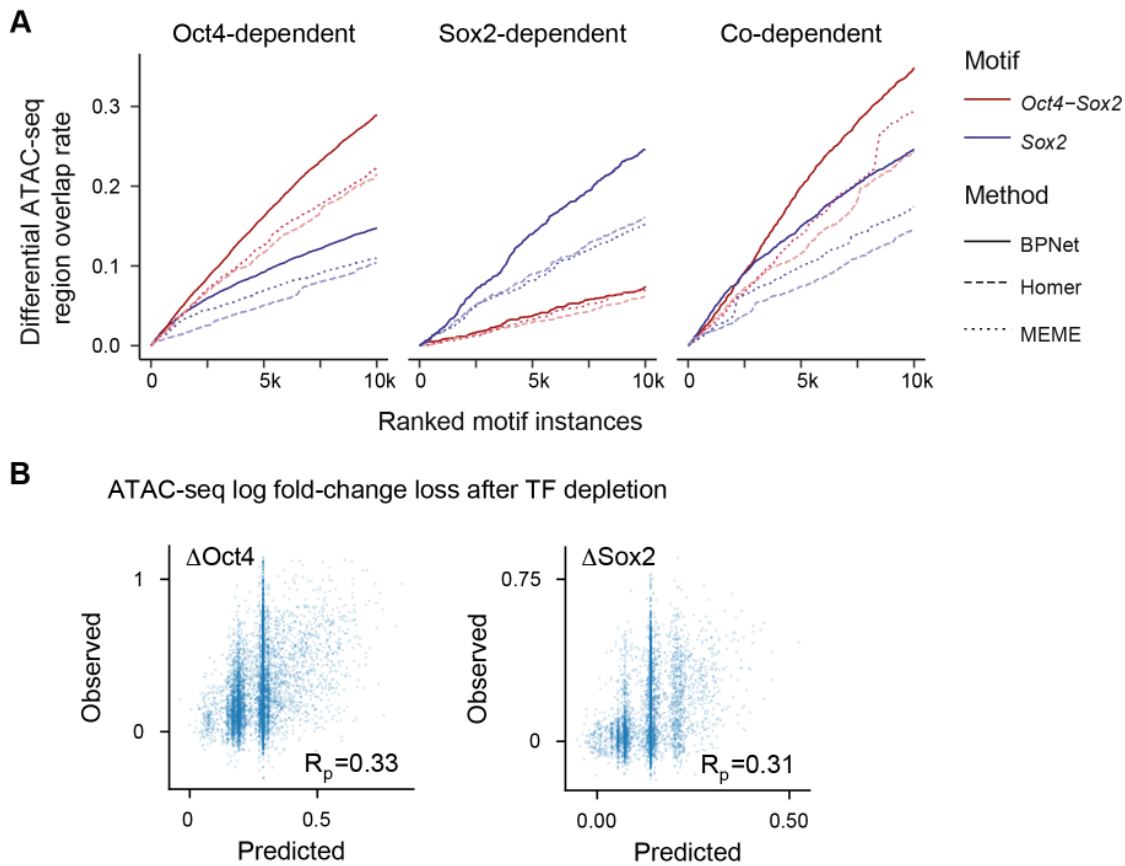 A
Oct4-dependent
Sox2-dependent
Co-dependent
Differential ATAC-seq
region overlap rate
0.3
0.2
0.1
0.0
0 5k 10k
0 5k 10k
0 5k 10k
Ranked motif instances
Motif
Oct4−Sox2
Sox2
Method
BPNet
Homer
MEME
B
ATAC-seq log fold-change loss after TF depletion
ΔOct4
Observed
1
0
Rp=0.33
0 0.5
Predicted
ΔSox2
Observed
0.75
0
Rp=0.31
0.00 0.50
Predicted